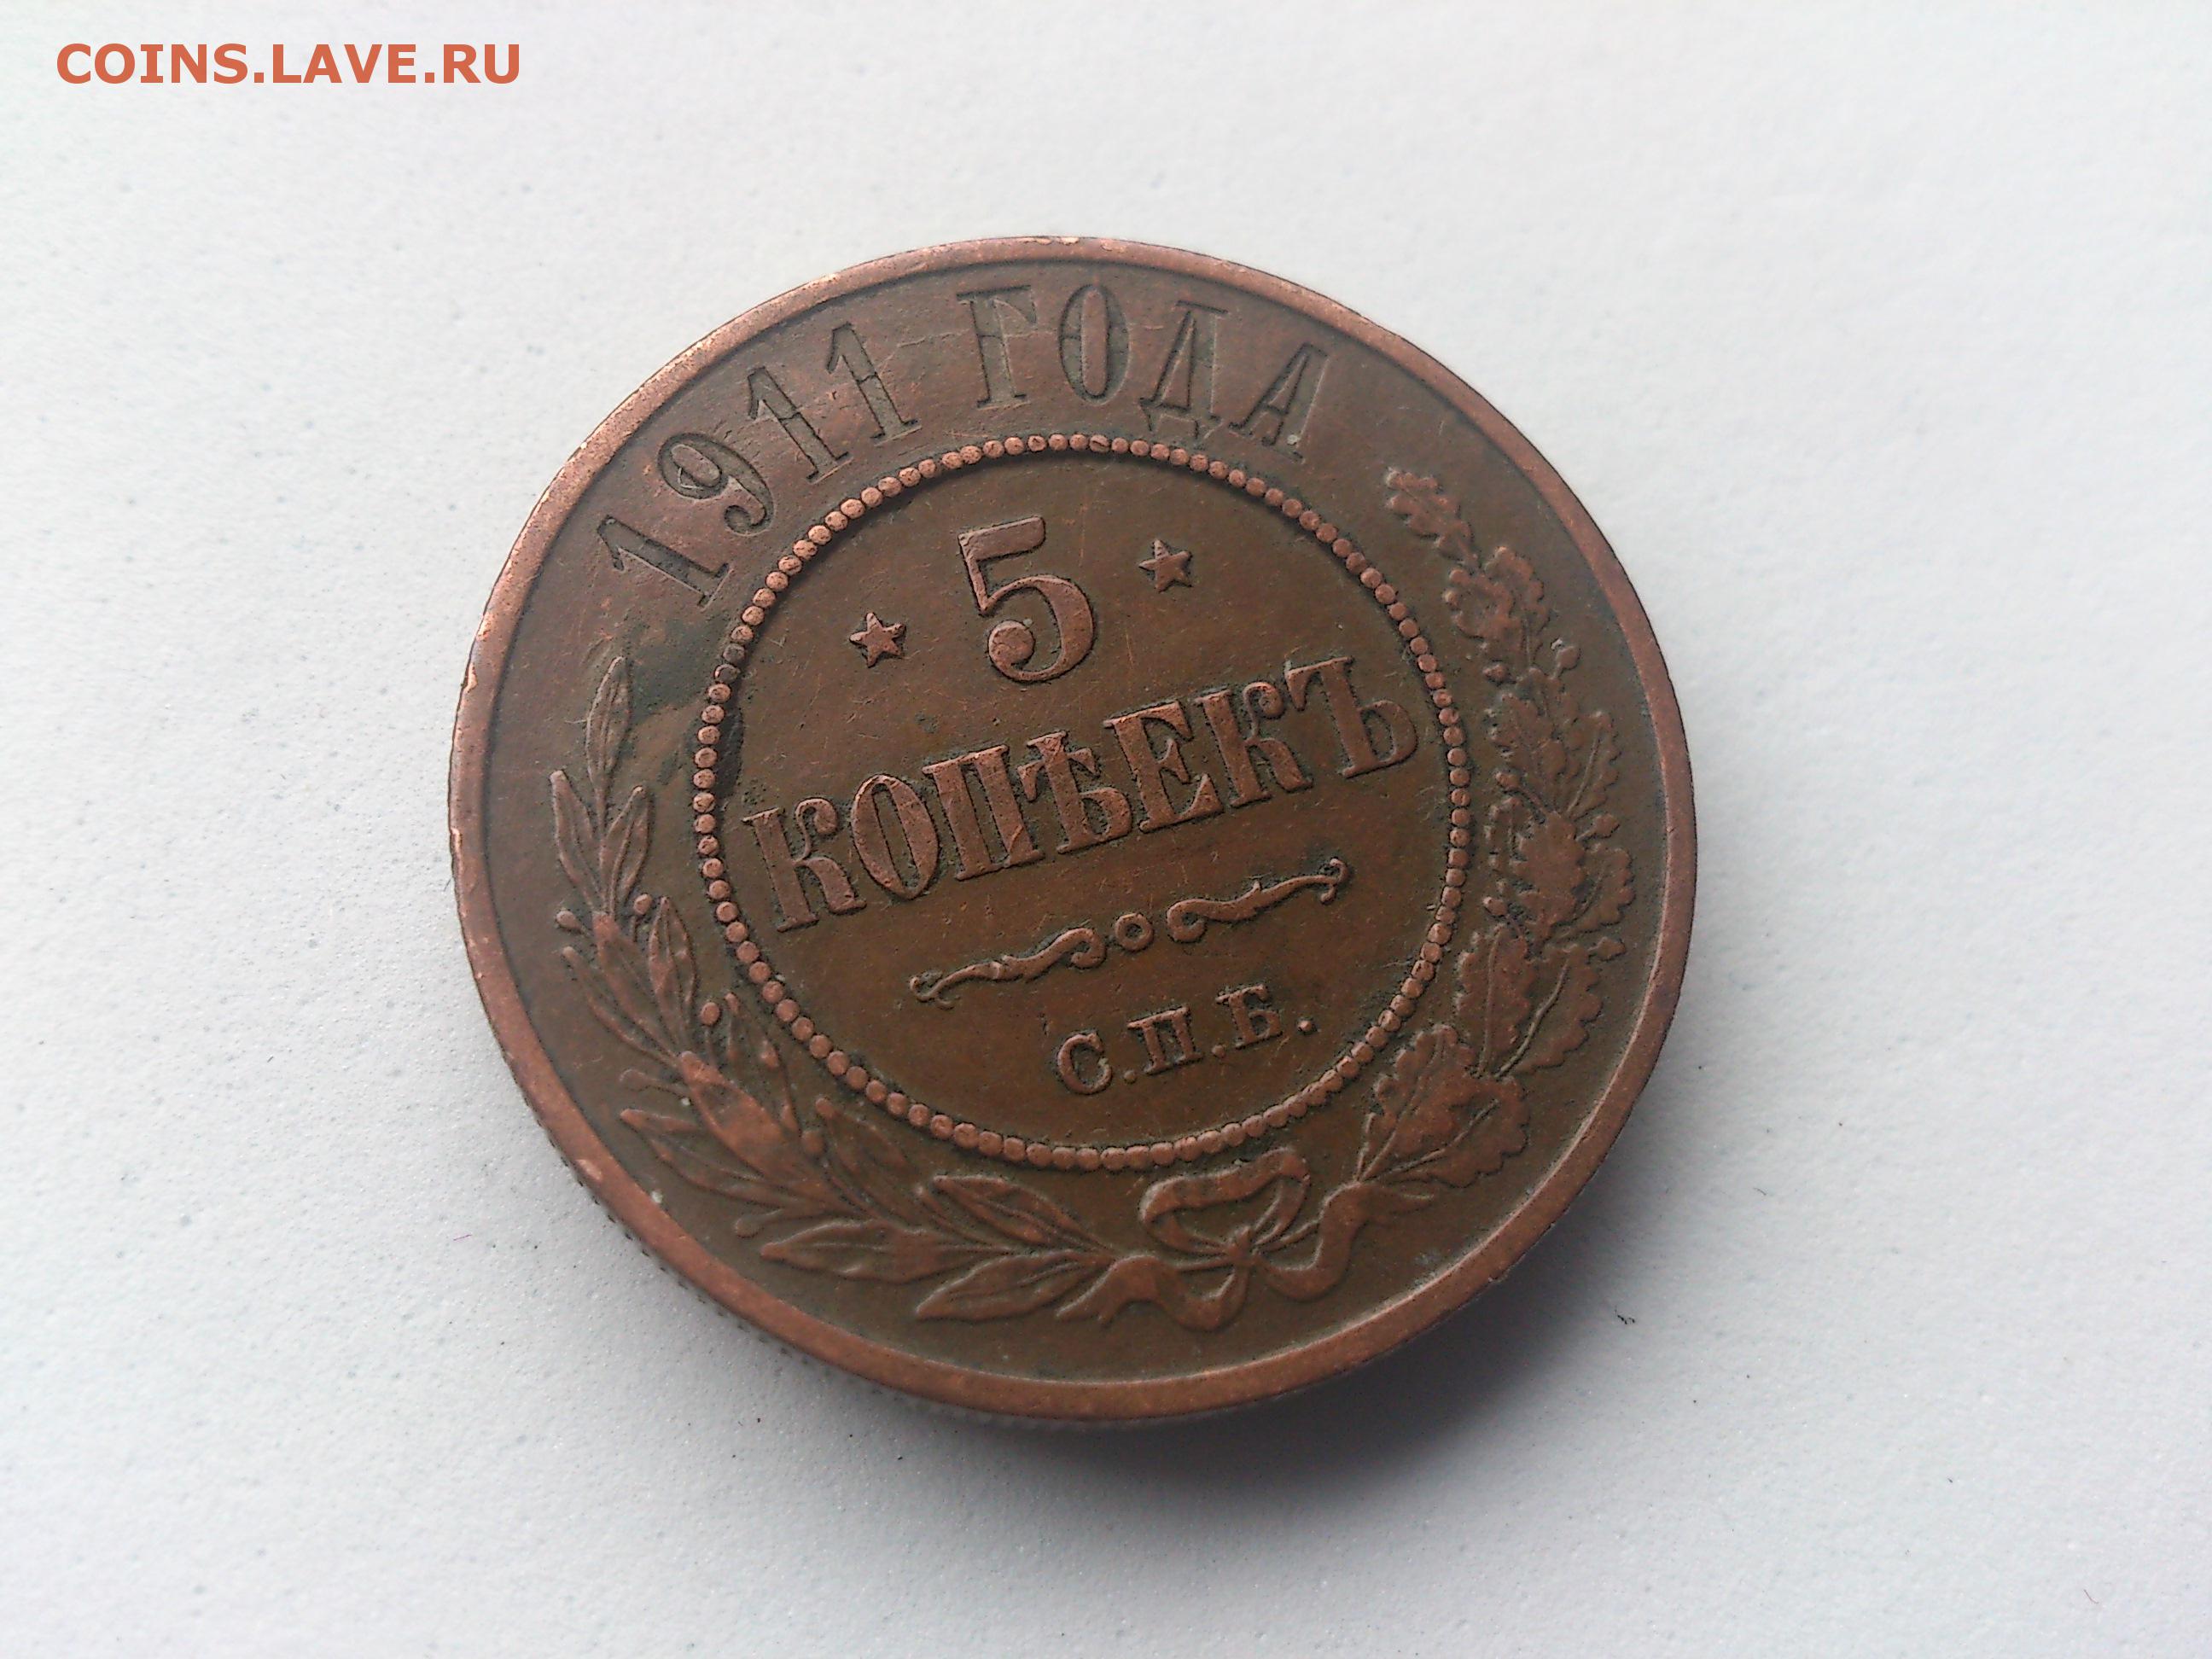 COINS.LAVE.RU
1911 ГОДА
5
КОПѢЕКЪ
С.П.Б.